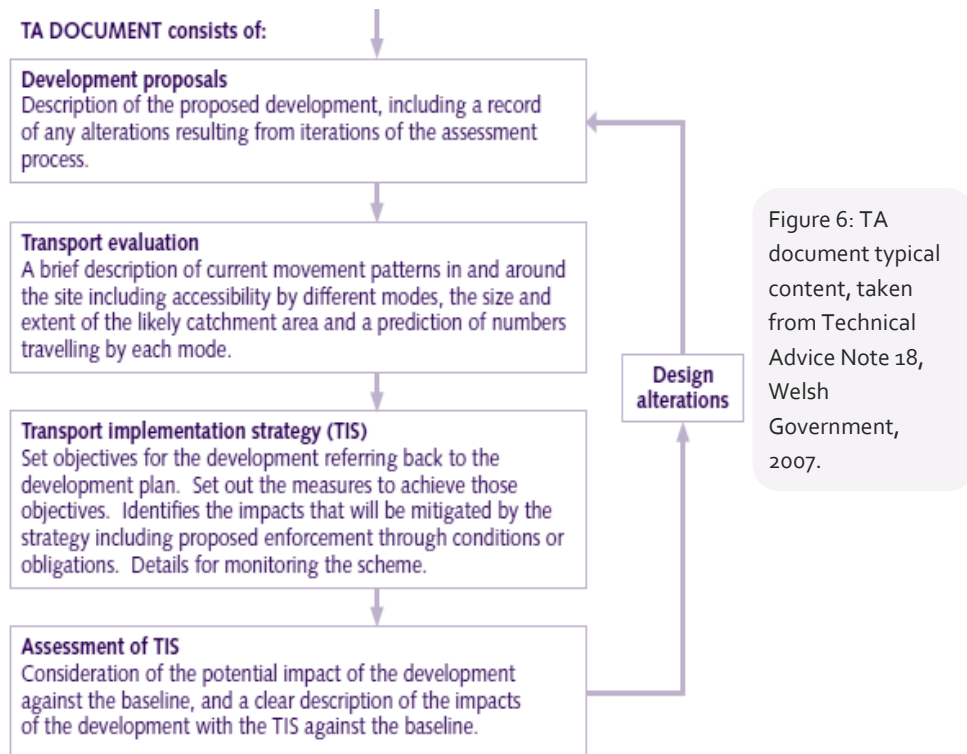 TA DOCUMENT consists of:
Development proposals
Description of the proposed development, including a record
of any alterations resulting from iterations of the assessment
process.
Transport evaluation
A brief description of current movement patterns in and around
the site including accessibility by different modes, the size and
extent of the likely catchment area and a prediction of numbers
travelling by each mode.
Transport implementation strategy (TIS)
Set objectives for the development referring back to the
development plan. Set out the measures to achieve those
objectives. Identifies the impacts that will be mitigated by the
strategy including proposed enforcement through conditions or
obligations. Details for monitoring the scheme.
Assessment of TIS
Consideration of the potential impact of the development
against the baseline, and a clear description of the impacts
of the development with the TIS against the baseline.
Design
alterations
Figure 6: TA
document typical
content, taken
from Technical
Advice Note 18,
Welsh
Government,
2007.